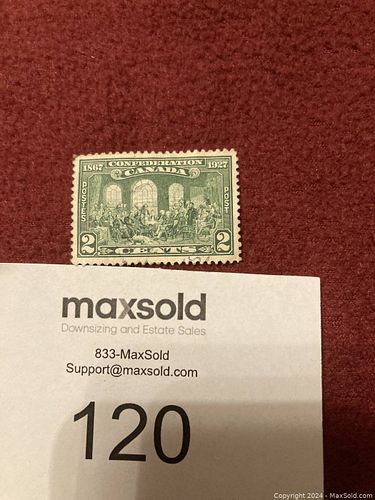 1867 CONFEDERATION 1927
CANADA
POSTES
POST
2 CENTS 2
maxsold
Downsizing and Estate Sales
833-MaxSold
Support@maxsold.com
120
Copyright © 2024 - MaxSold.com